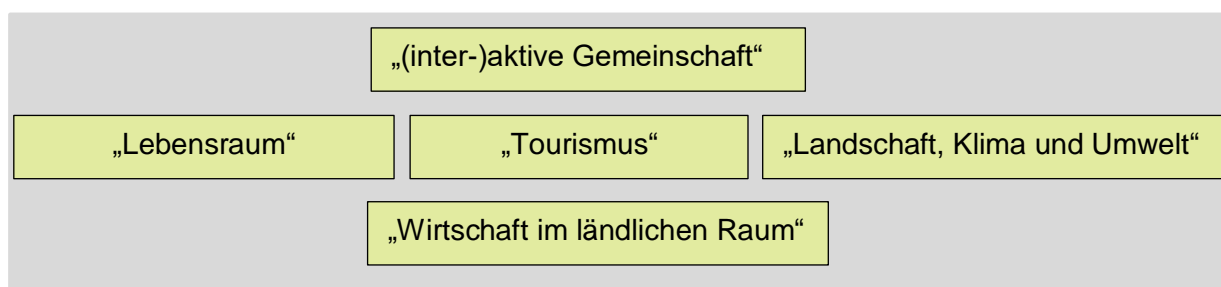 „(inter-)aktive Gemeinschaft“
„Lebensraum“
„Tourismus“
„Landschaft, Klima und Umwelt“
„Wirtschaft im ländlichen Raum“